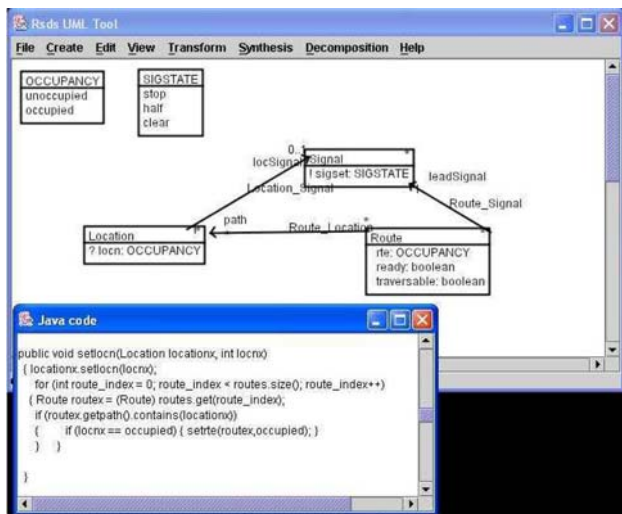 Rsds UML Tool
File Create Edit View Transform Synthesis Decomposition Help
OCCUPANCY
unoccupied
occupied
SIGSTATE
stop
half
clear
0..1
locSignal
Signal
*
! sigset: SIGSTATE
Location_Signal
leadSignal
1
Route_Signal
path
*
Route_Location
*
Location
? locn: OCCUPANCY
Route
rte: OCCUPANCY
ready: boolean
traversable: boolean
Java code
public void setlocn(Location locationx, int locnx)
{ locationx.setlocn(locnx);
for (int route_index = 0; route_index < routes.size(); route_index++)
{ Route routex = (Route) routes.get(route_index);
if (routex.getpath().contains(locationx))
{ if (locnx == occupied) { setrte(routex,occupied); }
} }
}